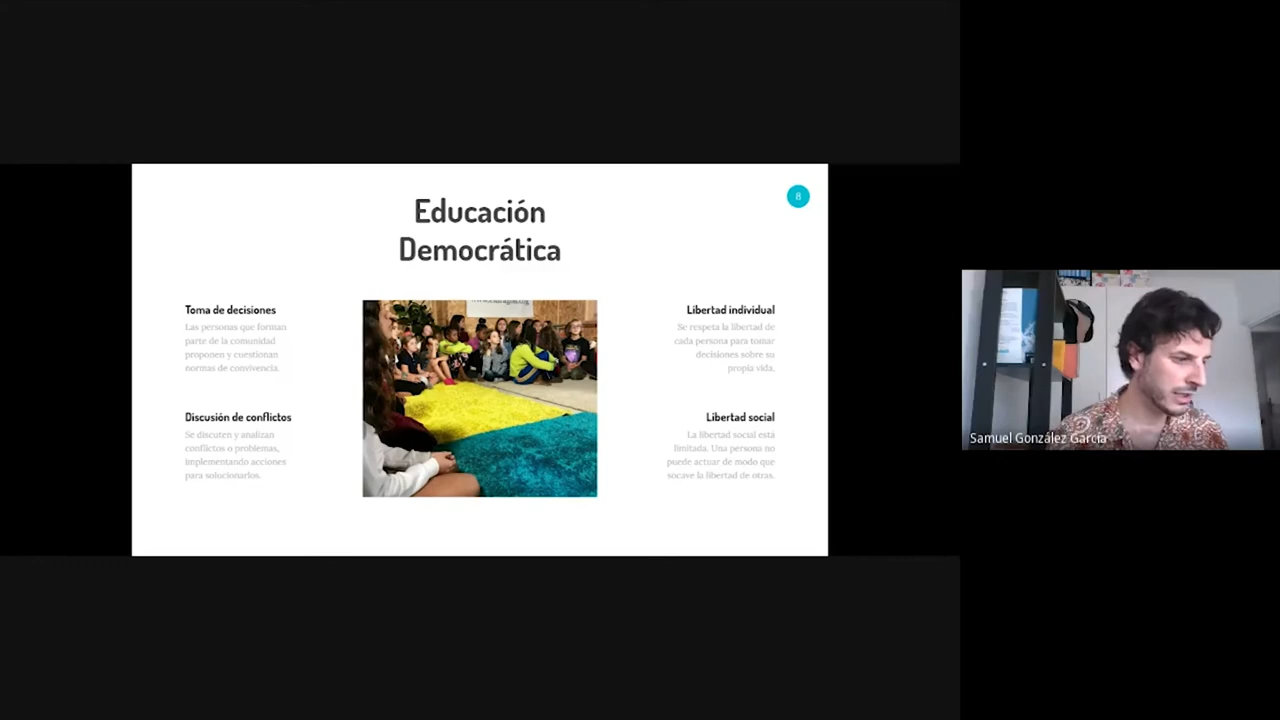 8
Educación
Democrática
Toma de decisiones
Las personas que forman
parte de la comunidad
proponen y cuestionan
normas de convivencia.
Discusión de conflictos
Se discuten y analizan
conflictos o problemas,
implementando acciones
para solucionarlos.
Libertad individual
Se respeta la libertad de
cada persona para tomar
decisiones sobre su
propia vida.
Libertad social
La libertad social está
limitada. Una persona no
puede actuar de modo que
socave la libertad de otras.
Samuel González García